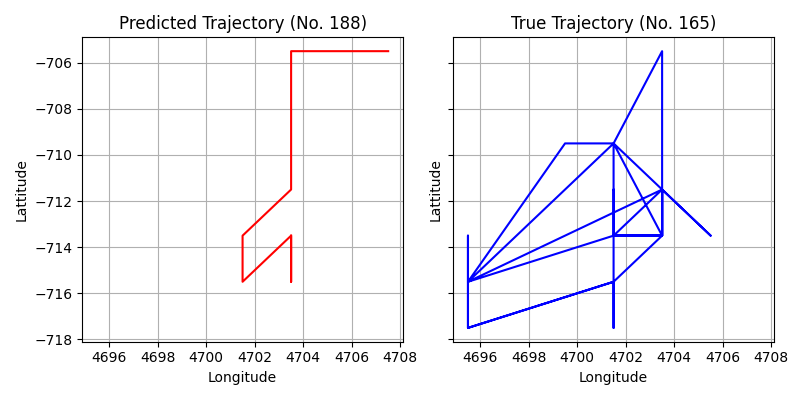 Predicted Trajectory (No. 188)
True Trajectory (No. 165)
−706
−708
−710
−712
−714
−716
−718
Lattitude
Lattitude
4696 4698 4700 4702 4704 4706 4708
4696 4698 4700 4702 4704 4706 4708
Longitude
Longitude